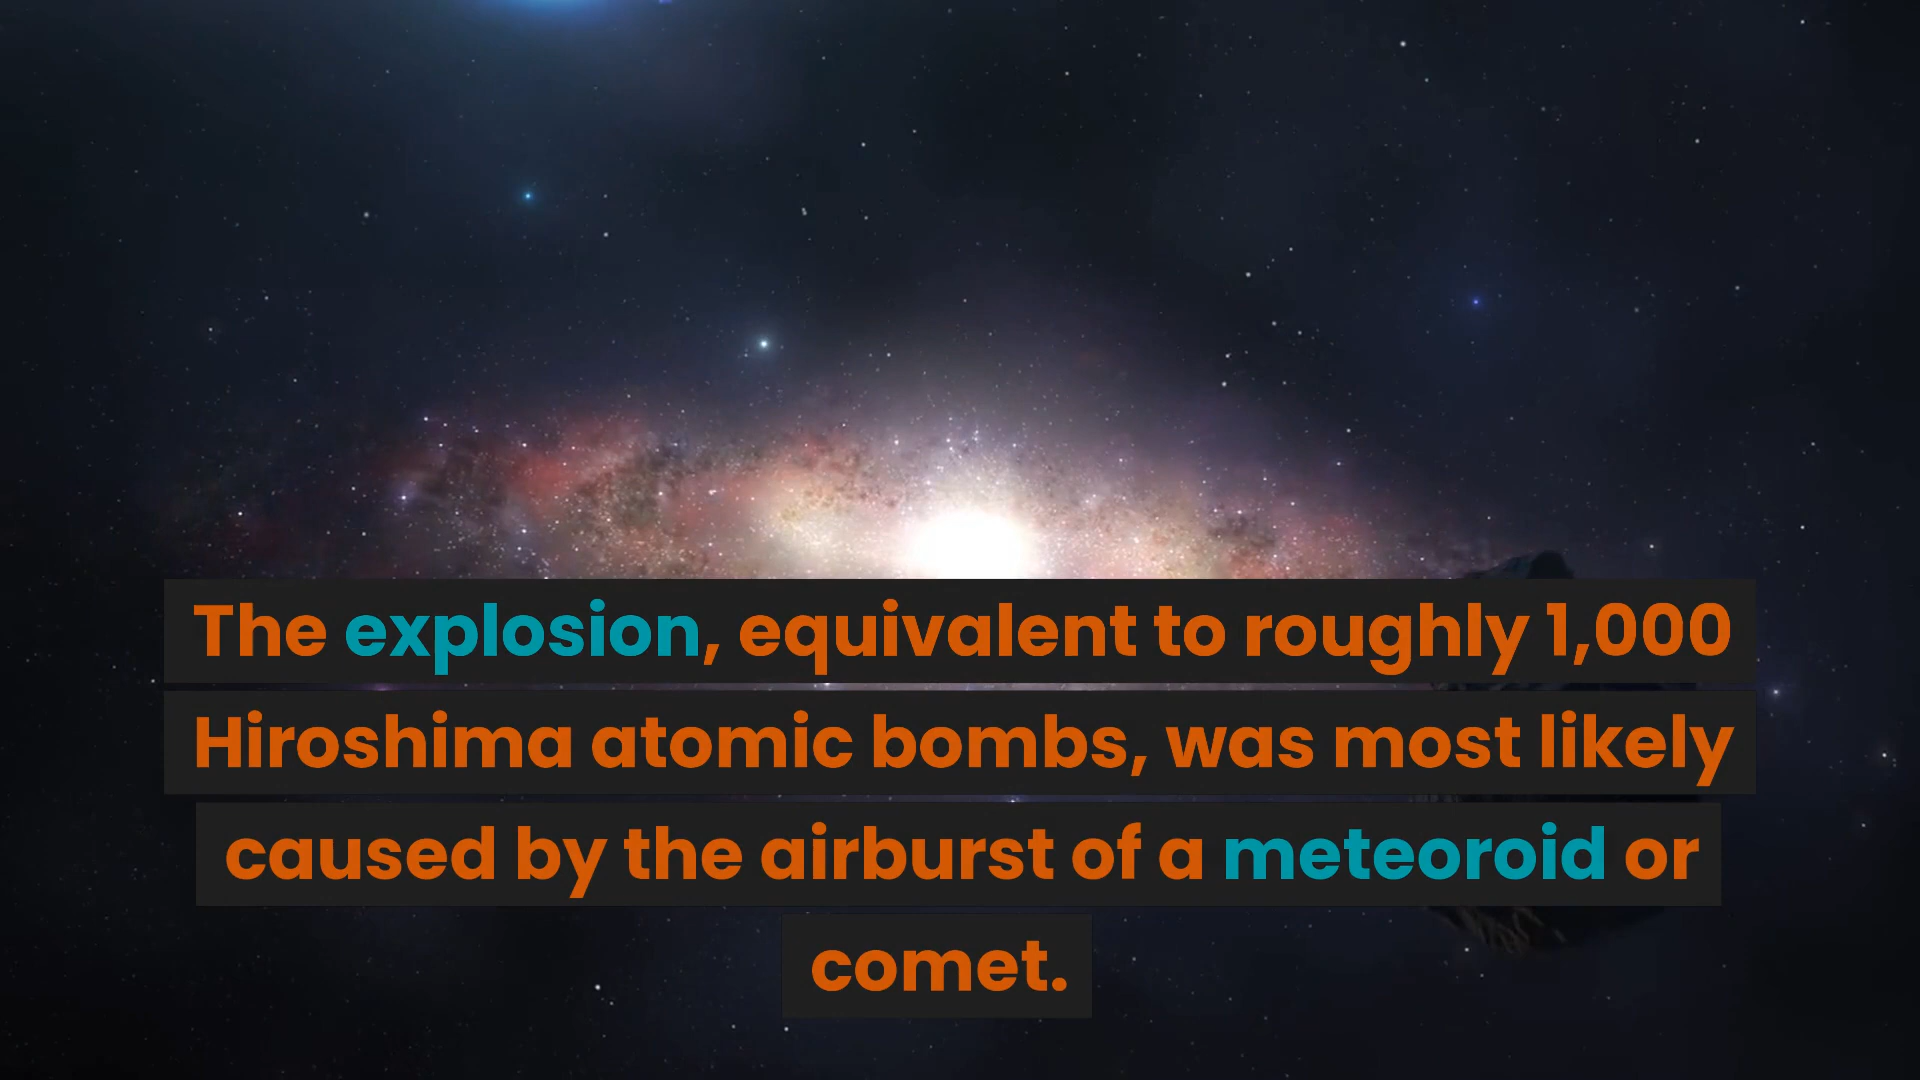 The explosion, equivalent to roughly 1,000
Hiroshima atomic bombs, was most likely
caused by the airburst of a meteoroid or
comet.